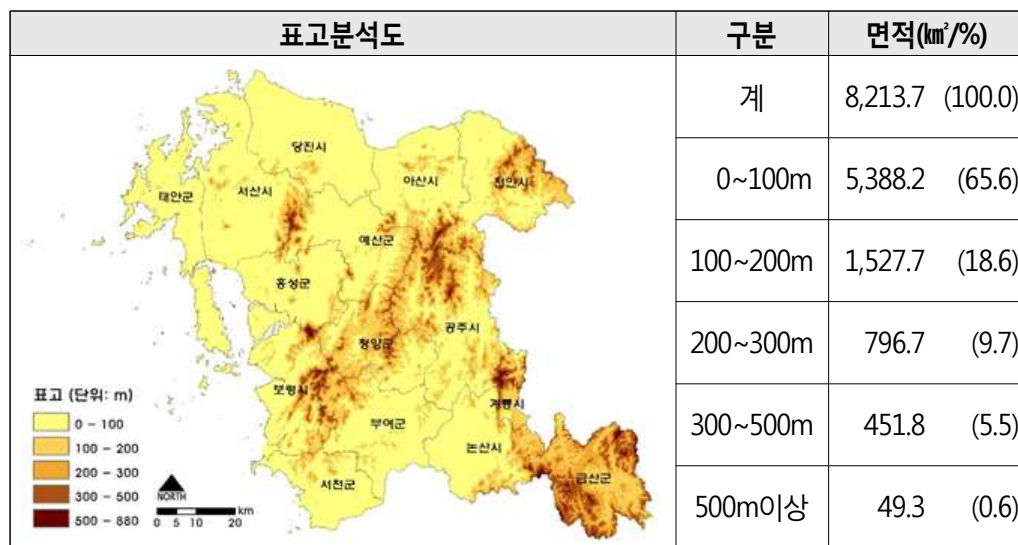 표고분석도 구분 면적(㎢/%)
계 8,213.7 (100.0)
0~100m 5,388.2 (65.6)
100~200m 1,527.7 (18.6)
200~300m 796.7 (9.7)
300~500m 451.8 (5.5)
500m이상 49.3 (0.6)
당진시
아산시
천안시
태안군
서산시
예산군
홍성군
공주시
청양군
보령시
계룡시
부여군
논산시
금산군
서천군
표고 (단위: m)
0 - 100
100 - 200
200 - 300
300 - 500
500 - 880
NORTH
km
0 5 10 20